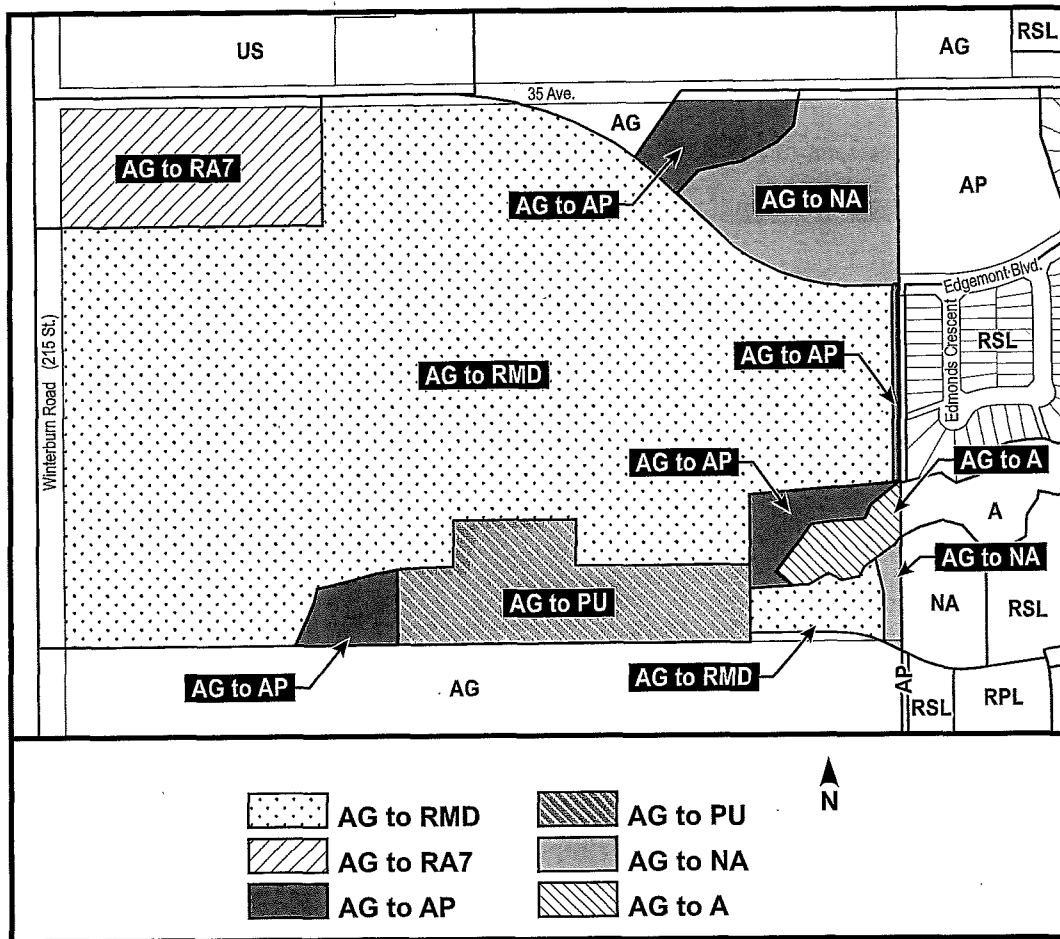 US
AG
RSL
35 Ave.
AG
AG to RA7
AG to AP
AG to NA
AP
Edgemont Blvd.
Edmonds Crescent
RSL
Winterburn Road (215 St.)
AG to RMD
AG to AP
AG to AP
AG to A
A
AG to NA
AG to PU
NA
RSL
AG to AP
AG
AG to RMD
AP
RSL
RPL
N
AG to RMD
AG to PU
AG to RA7
AG to NA
AG to AP
AG to A